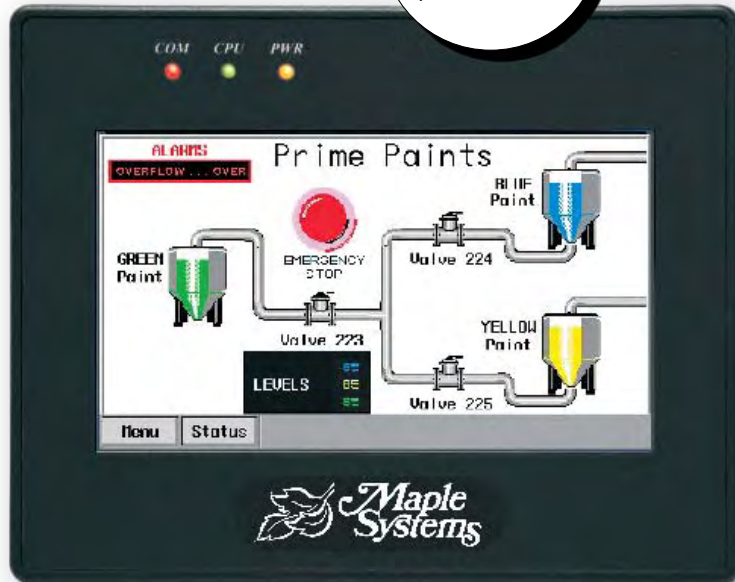 COM CPU PWR
ALARMS
OVERFLOW...OVER
Prime Paints
BLUE
Paint
GREEN
Paint
EMERGENCY
STOP
Valve 224
Valve 223
YELLOW
Paint
LEVELS
Valve 225
Menu Status
Maple
Systems